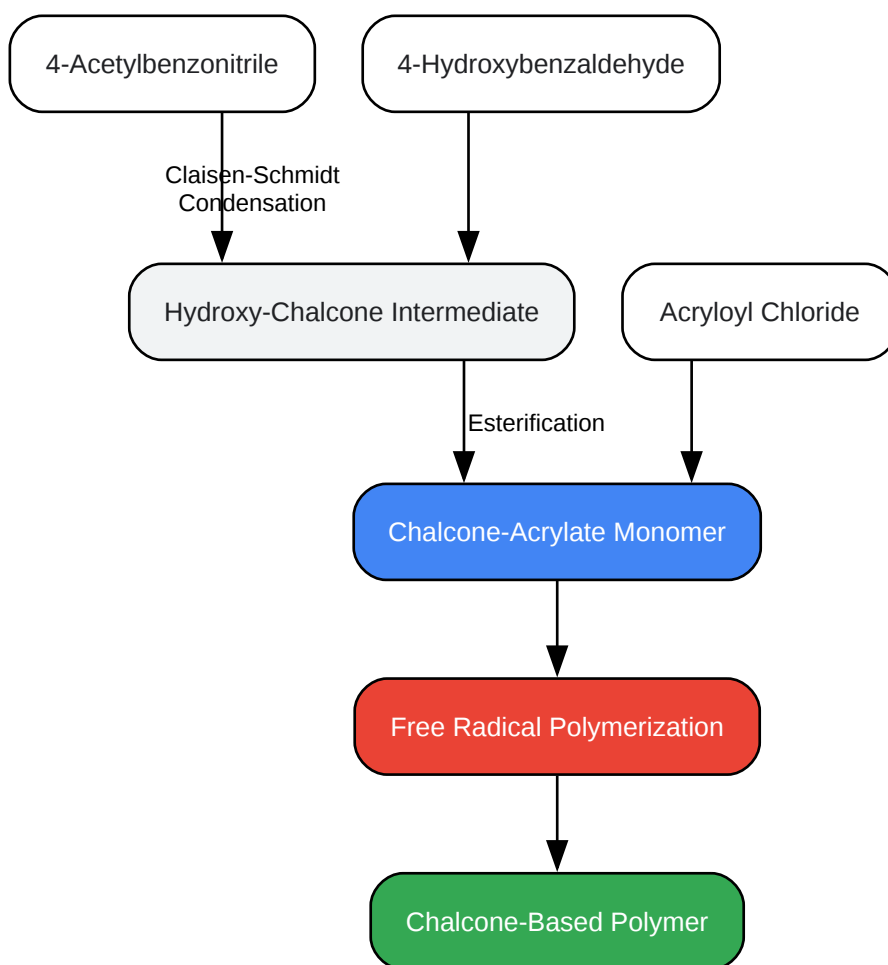 4-Acetylbenzonitrile
4-Hydroxybenzaldehyde
Claisen-Schmidt
Condensation
Hydroxy-Chalcone Intermediate
Acryloyl Chloride
Esterification
Chalcone-Acrylate Monomer
Free Radical Polymerization
Chalcone-Based Polymer